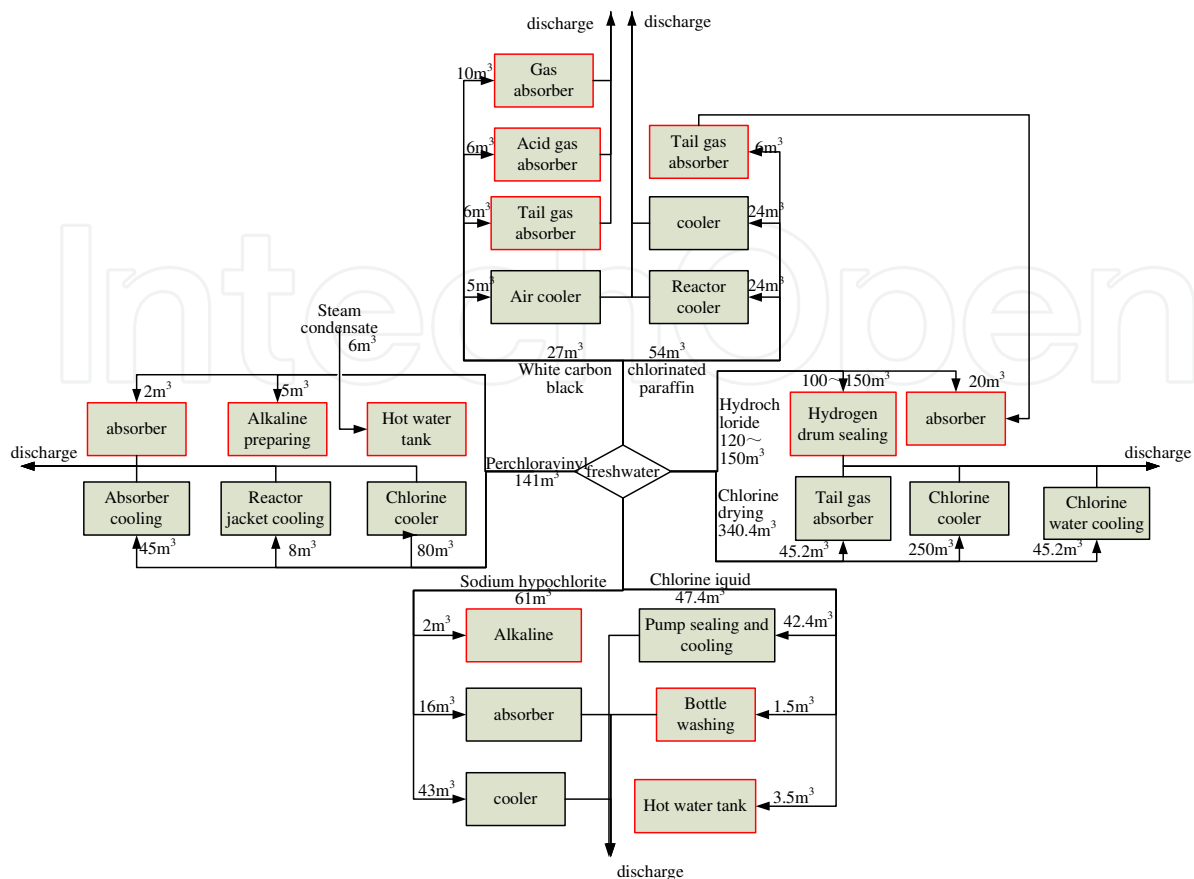 discharge
discharge
10m³
Gas
absorber
6m³
Acid gas
absorber
Tail gas
absorber
6m³
6m³
Tail gas
absorber
cooler
24m³
5m³
Air cooler
Reactor
cooler
24m³
Steam
condensate
6m³
27m³
White carbon
black
54m³
chlorinated
paraffin
2m³
5m³
absorber
Alkaline
preparing
Hot water
tank
Hydroch
loride
120~
150m³
100~150m³
20m³
Hydrogen
drum sealing
absorber
discharge
Perchloravinyl
141m³
freshwater
discharge
Absorber
cooling
Reactor
jacket cooling
Chlorine
cooler
45m³
8m³
80m³
Chlorine
drying
340.4m³
Tail gas
absorber
Chlorine
cooler
Chlorine
water cooling
45.2m³
250m³
45.2m³
Sodium hypochlorite
61m³
Chlorine iquid
47.4m³
2m³
Alkaline
Pump sealing and
cooling
42.4m³
16m³
absorber
Bottle
washing
1.5m³
43m³
cooler
Hot water tank
3.5m³
discharge
IntechOpen